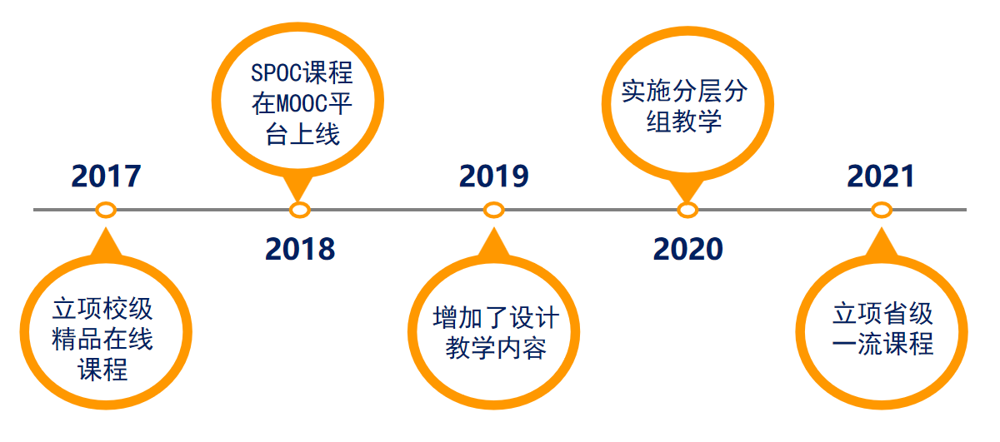 2017
立项校级
精品在线
课程
SPOC课程
在MOOC平
台上线
2018
2019
增加了设计
教学内容
实施分层分
组教学
2020
2021
立项省级
一流课程